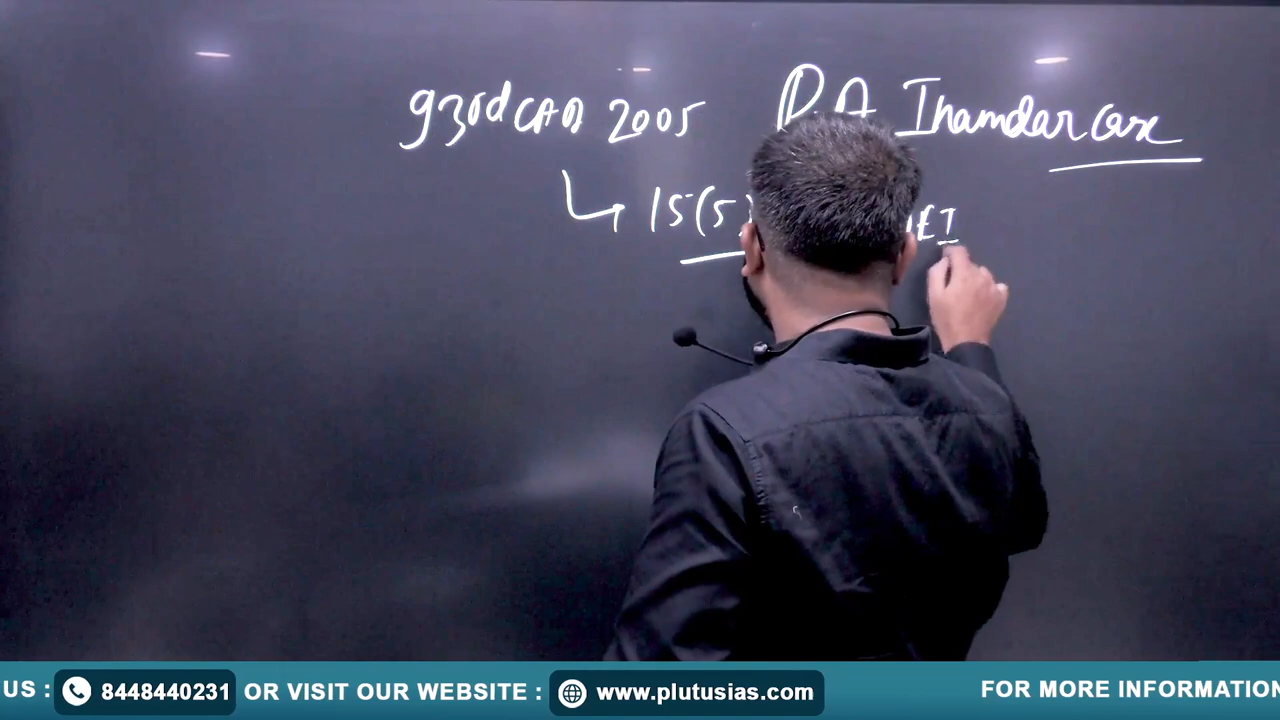 93rd CAA 2005 P.A Inamdar Case
↳ 15(5) EI
US : 8448440231 OR VISIT OUR WEBSITE : www.plutusias.com FOR MORE INFORMATION